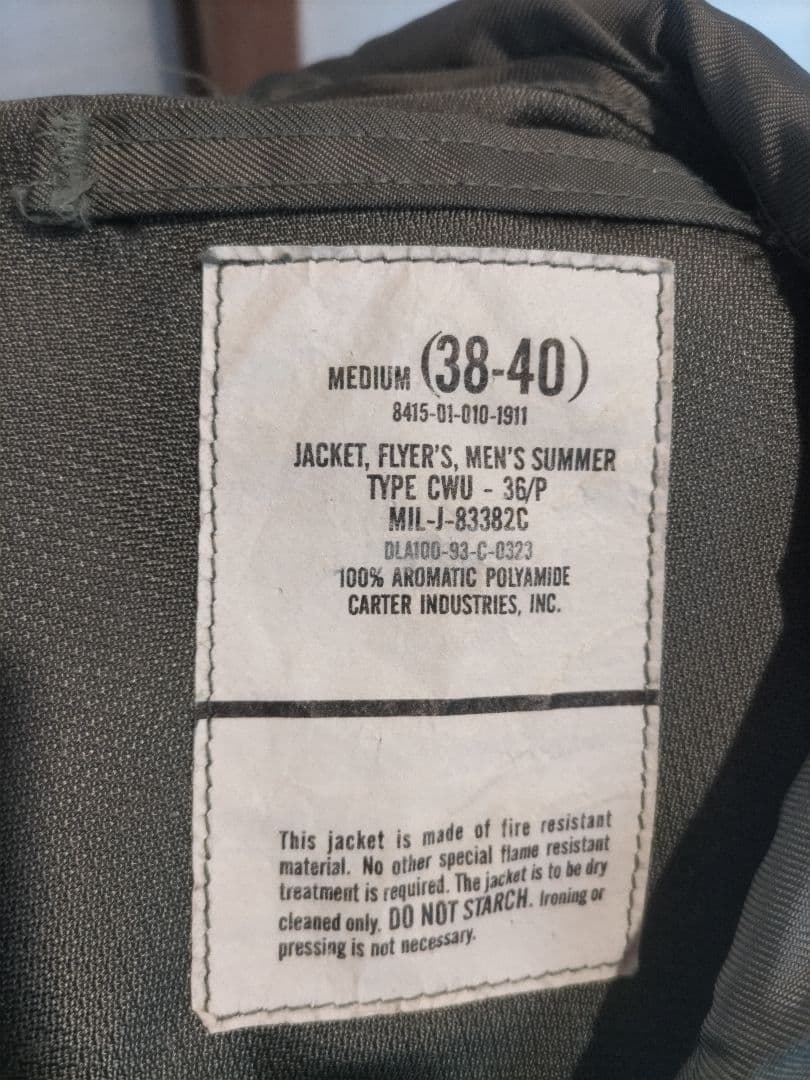 MEDIUM (38-40)
8415-01-010-1911
JACKET, FLYER'S, MEN'S SUMMER
TYPE CWU - 36/P
MIL-J-83382C
DLA100-93-C-0323
100% AROMATIC POLYAMIDE
CARTER INDUSTRIES, INC.
This jacket is made of fire resistant
material. No other special flame resistant
treatment is required. The jacket is to be dry
cleaned only. DO NOT STARCH. Ironing or
pressing is not necessary.